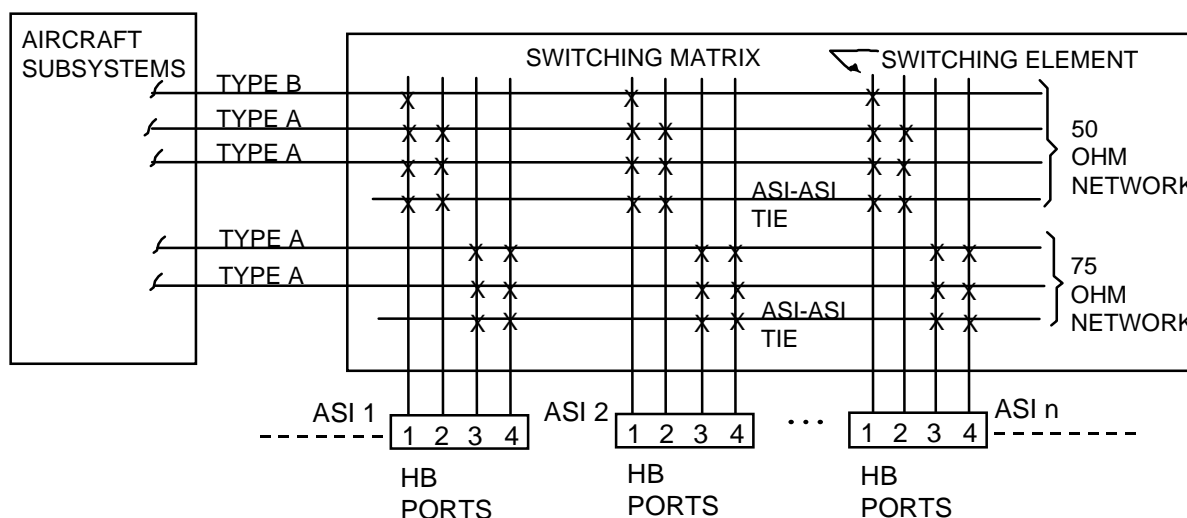 AIRCRAFT
SUBSYSTEMS
SWITCHING MATRIX
SWITCHING ELEMENT
TYPE B
TYPE A
TYPE A
ASI-ASI
TIE
50
OHM
NETWORK
TYPE A
TYPE A
ASI-ASI
TIE
75
OHM
NETWORK
ASI 1
1 2 3 4
HB
PORTS
ASI 2
1 2 3 4
HB
PORTS
...
1 2 3 4
ASI n
HB
PORTS